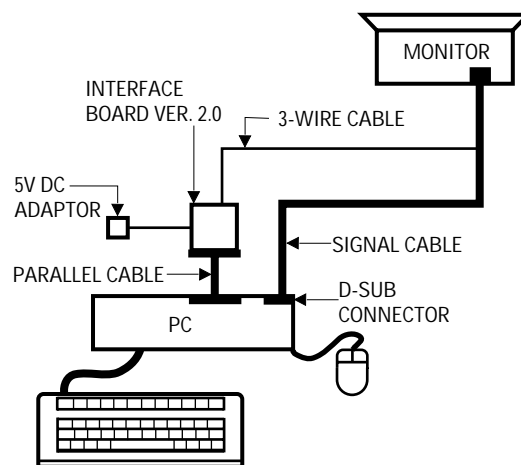 MONITOR
INTERFACE
BOARD VER. 2.0
3-WIRE CABLE
5V DC
ADAPTOR
SIGNAL CABLE
PARALLEL CABLE
D-SUB
CONNECTOR
PC